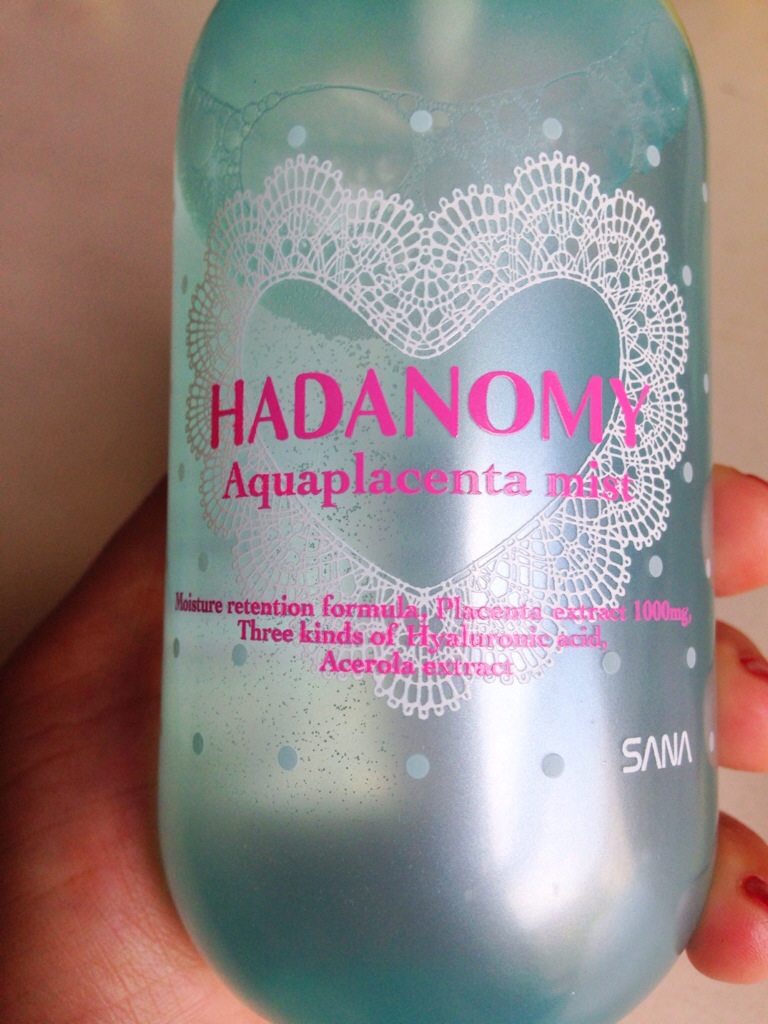 HADANOMY
Aquaplacenta mist
Moisture retention formula, Placenta extract 1000mg,
Three kinds of Hyaluronic acid,
Acerola extract
SANA